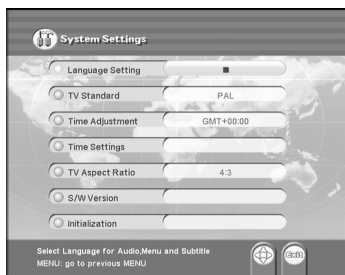 System Settings
Language Setting ■
TV Standard PAL
Time Adjustment GMT+00:00
Time Settings
TV Aspect Ratio 4:3
S/W Version
Initialization
Select Language for Audio,Menu and Subtitle
MENU: go to previous MENU
Exit